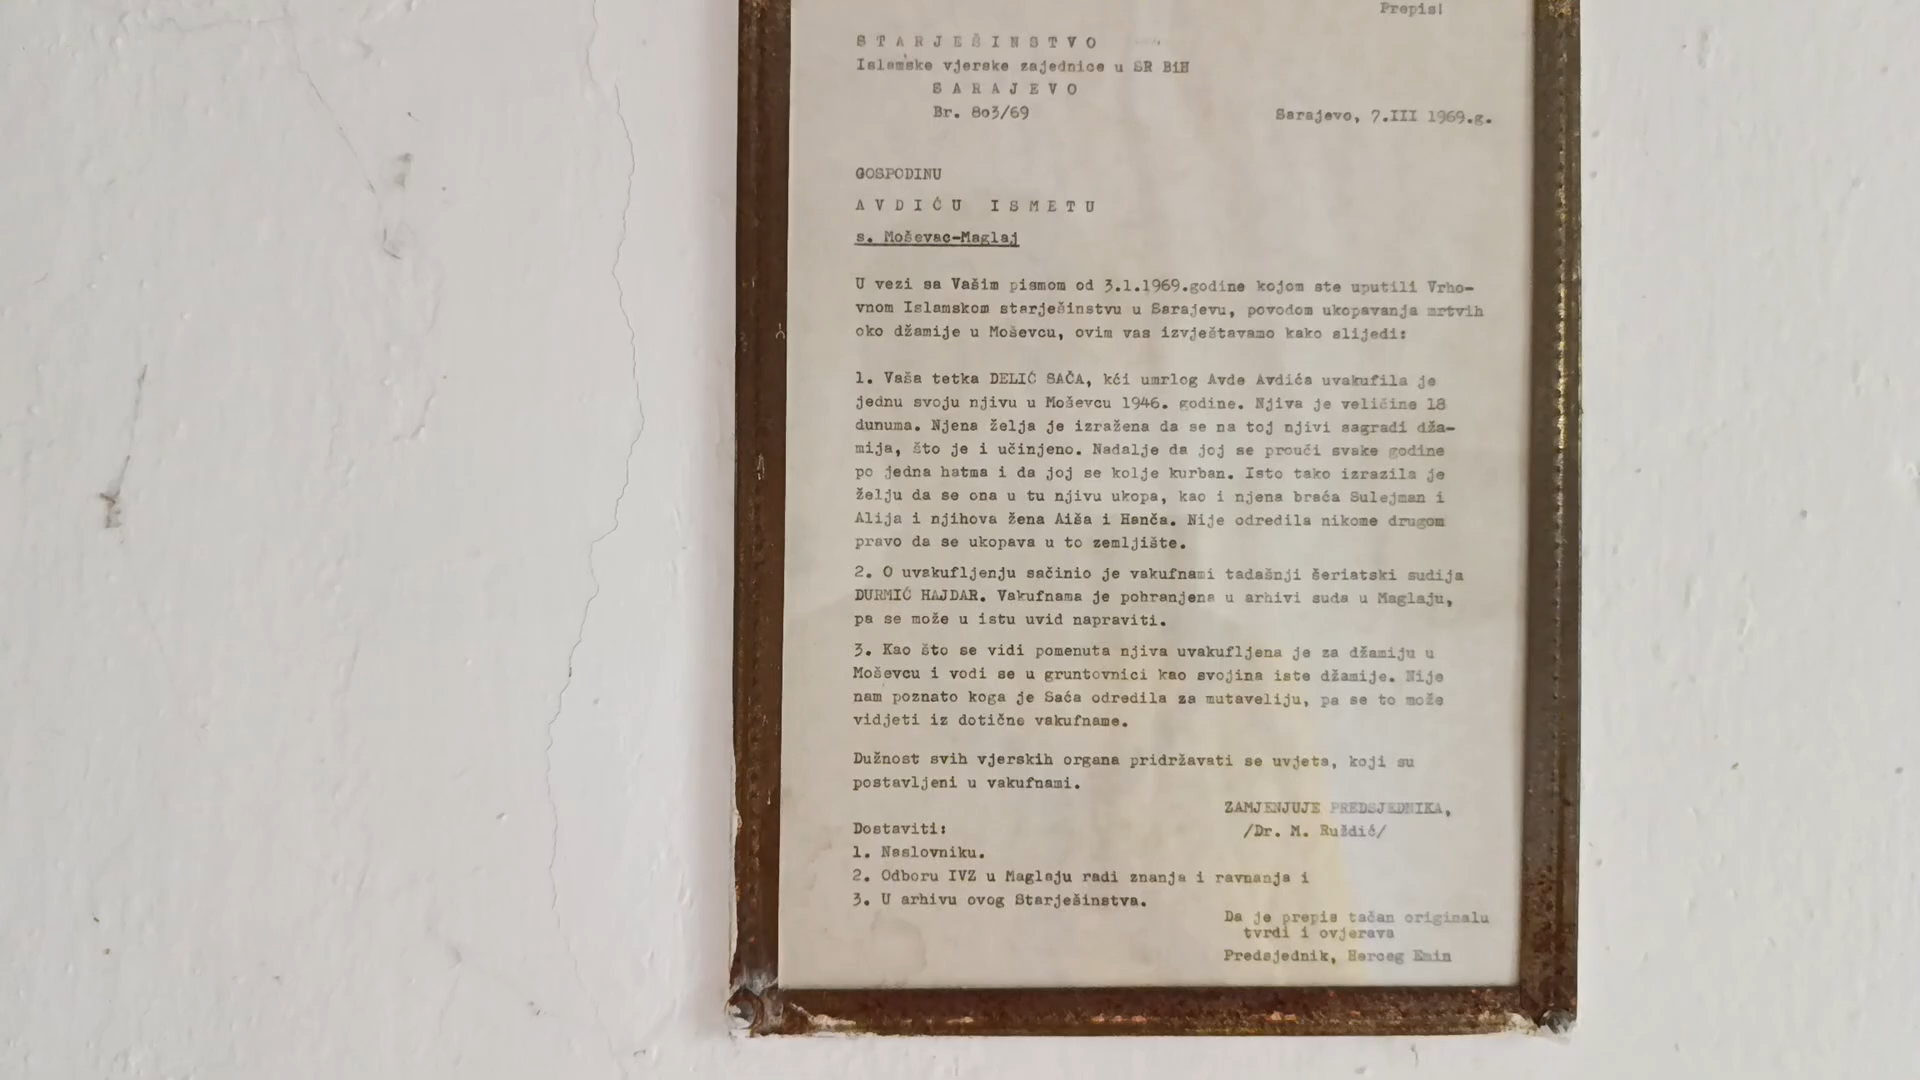 Prepis!
STARJEŠINSTVO
Islamske vjerske zajednice u SR BiH
SARAJEVO
Br. 803/69
Sarajevo, 7.III 1969.g.
GOSPODINU
AVDIĆU ISMETU
s. Moševac-Maglaj
U vezi sa Vašim pismom od 3.1.1969.godine kojom ste uputili Vrho-
vnom Islamskom starješinstvu u Sarajevu, povodom ukopavanja mrtvih
oko džamije u Moševcu, ovim vas izvještavamo kako slijedi:
1. Vaša tetka DELIĆ SAČA, kći umrlog Avde Avdića uvakufila je
jednu svoju njivu u Moševcu 1946. godine. Njiva je veličine 18
dunuma. Njena želja je izražena da se na toj njivi sagradi dža-
mija, što je i učinjeno. Nadalje da joj se prouči svake godine
po jedna hatma i da joj se kolje kurban. Isto tako izrazila je
želju da se ona u tu njivu ukopa, kao i njena braća Sulejman i
Alija i njihova žena Aiša i Hanča. Nije odredila nikome drugom
pravo da se ukopava u to zemljište.
2. O uvakufljenju sačinio je vakufnami tadašnji šeriatski sudija
DURMIĆ HAJDAR. Vakufnama je pohranjena u arhivi suda u Maglaju,
pa se može u istu uvid napraviti.
3. Kao što se vidi pomenuta njiva uvakufljena je za džamiju u
Moševcu i vodi se u gruntovnici kao svojina iste džamije. Nije
nam poznato koga je Saća odredila za mutaveliju, pa se to može
vidjeti iz dotične vakufname.
Dužnost svih vjerskih organa pridržavati se uvjeta, koji su
postavljeni u vakufnami.
ZAMJENJUJE PREDSJEDNIKA,
/Dr. M. Ruždić/
Dostaviti:
1. Naslovniku.
2. Odboru IVZ u Maglaju radi znanja i ravnanja i
3. U arhivu ovog Starješinstva.
Da je prepis tačan originalu
tvrdi i ovjerava
Predsjednik, Herceg Emin